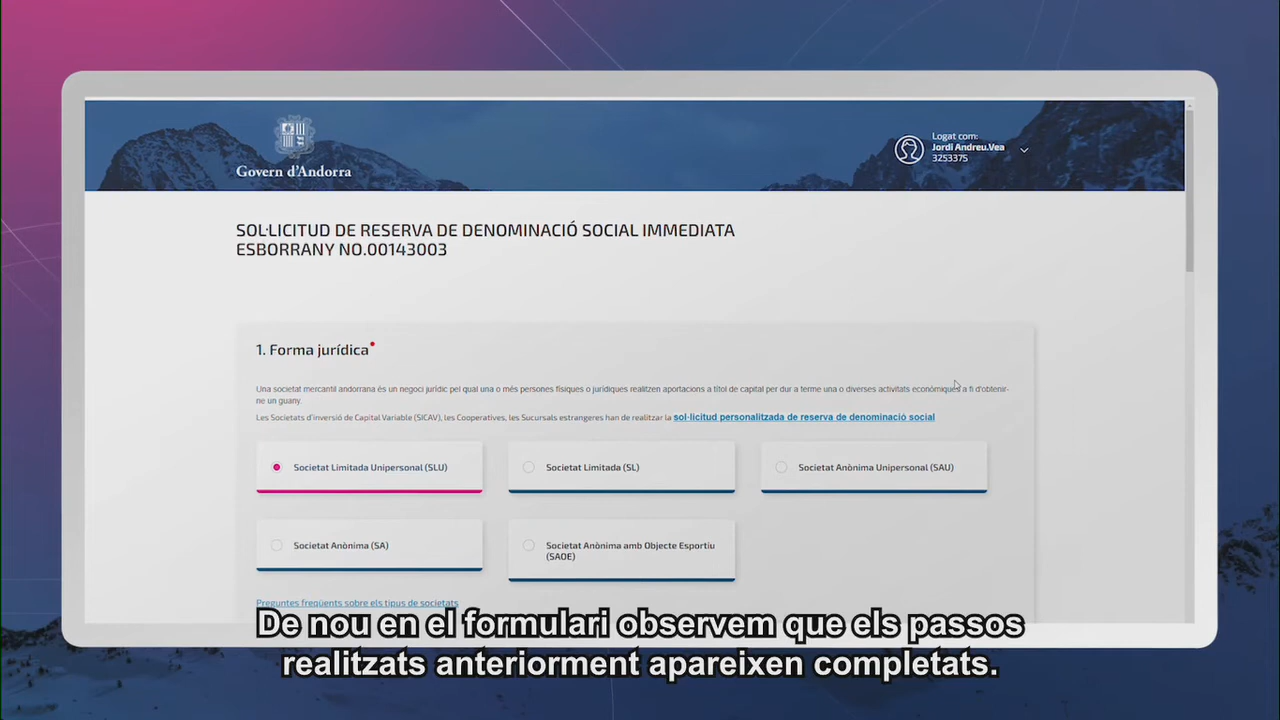 Govern d'Andorra
Logat com:
Jordi Andreu.Vea
3253375
SOL·LICITUD DE RESERVA DE DENOMINACIÓ SOCIAL IMMEDIATA
ESBORRANY NO.00143003
1. Forma jurídica
Una societat mercantil andorrana és un negoci jurídic pel qual una o més persones físiques o jurídiques realitzen aportacions a títol de capital per dur a terme una o diverses activitats econòmiques a fi d'obtenir-
ne un guany.
Les Societats d'inversió de Capital Variable (SICAV), les Cooperatives, les Sucursals estrangeres han de realitzar la sol·licitud personalitzada de reserva de denominació social
Societat Limitada Unipersonal (SLU)
Societat Limitada (SL)
Societat Anònima Unipersonal (SAU)
Societat Anònima (SA)
Societat Anònima amb Objecte Esportiu
(SAOE)
Preguntes freqüents sobre els tipus de societats
De nou en el formulari observem que els passos
realitzats anteriorment apareixen completats.